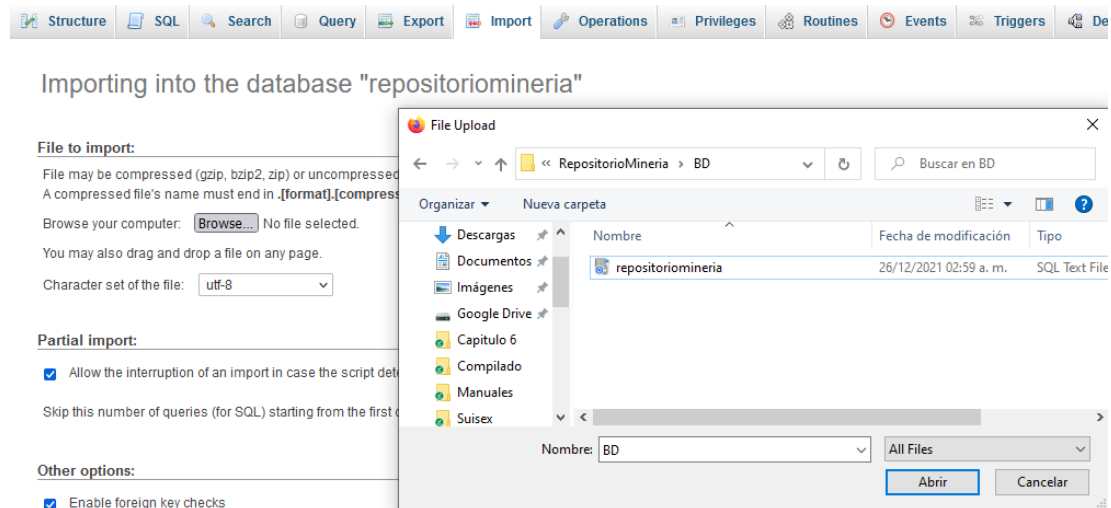 Structure SQL Search Query Export Import Operations Privileges Routines Events Triggers De
Importing into the database "repositoriomineria"
File Upload
File to import:
« RepositorioMineria › BD
Buscar en BD
File may be compressed (gzip, bzip2, zip) or uncompressed
A compressed file's name must end in .[format].[compress
Organizar Nueva carpeta
Browse your computer: Browse... No file selected.
Descargas
Nombre Fecha de modificación Tipo
You may also drag and drop a file on any page.
Documentos
repositoriomineria 26/12/2021 02:59 a. m. SQL Text File
Character set of the file: utf-8
Imágenes
Google Drive
Capitulo 6
Partial import:
Compilado
Allow the interruption of an import in case the script dete
Manuales
Skip this number of queries (for SQL) starting from the first o
Suisex
Nombre: BD All Files
Other options:
Abrir Cancelar
Enable foreign key checks